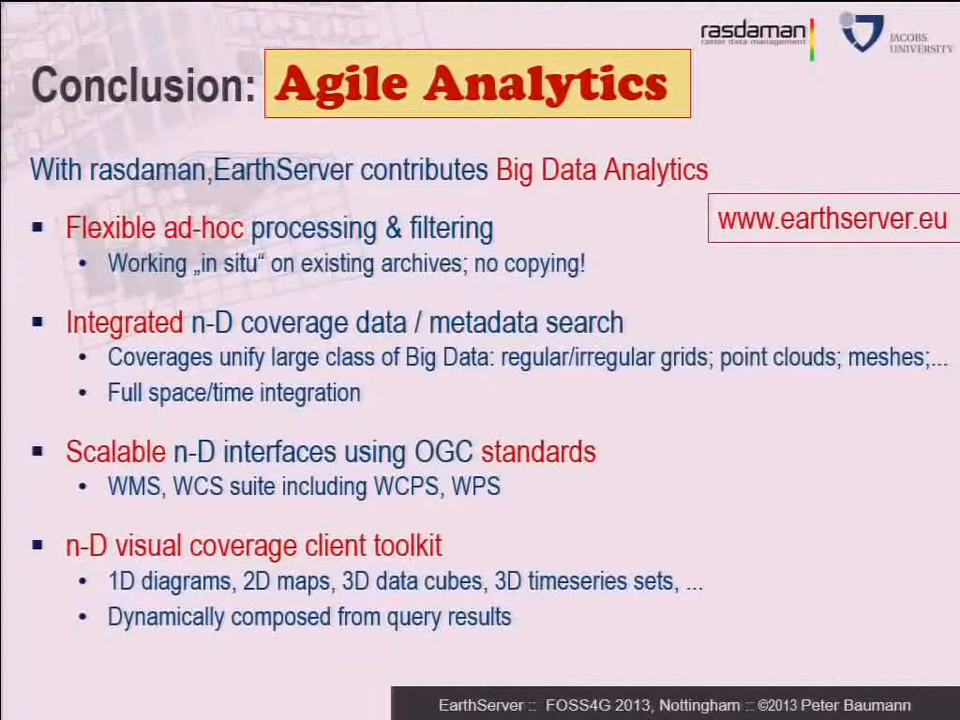 rasdaman
raster data management
JACOBS
UNIVERSITY
Conclusion: Agile Analytics
With rasdaman,EarthServer contributes Big Data Analytics
www.earthserver.eu
▪ Flexible ad-hoc processing & filtering
• Working „in situ“ on existing archives; no copying!
▪ Integrated n-D coverage data / metadata search
• Coverages unify large class of Big Data: regular/irregular grids; point clouds; meshes;...
• Full space/time integration
▪ Scalable n-D interfaces using OGC standards
• WMS, WCS suite including WCPS, WPS
▪ n-D visual coverage client toolkit
• 1D diagrams, 2D maps, 3D data cubes, 3D timeseries sets, ...
• Dynamically composed from query results
EarthServer :: FOSS4G 2013, Nottingham :: ©2013 Peter Baumann